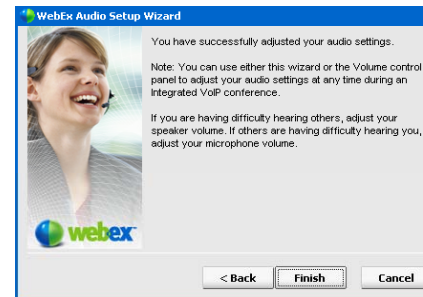 WebEx Audio Setup Wizard
You have successfully adjusted your audio settings.
Note: You can use either this wizard or the Volume control
panel to adjust your audio settings at any time during an
Integrated VoIP conference.
If you are having difficulty hearing others, adjust your
speaker volume. If others are having difficulty hearing you,
adjust your microphone volume.
webex
< Back Finish Cancel